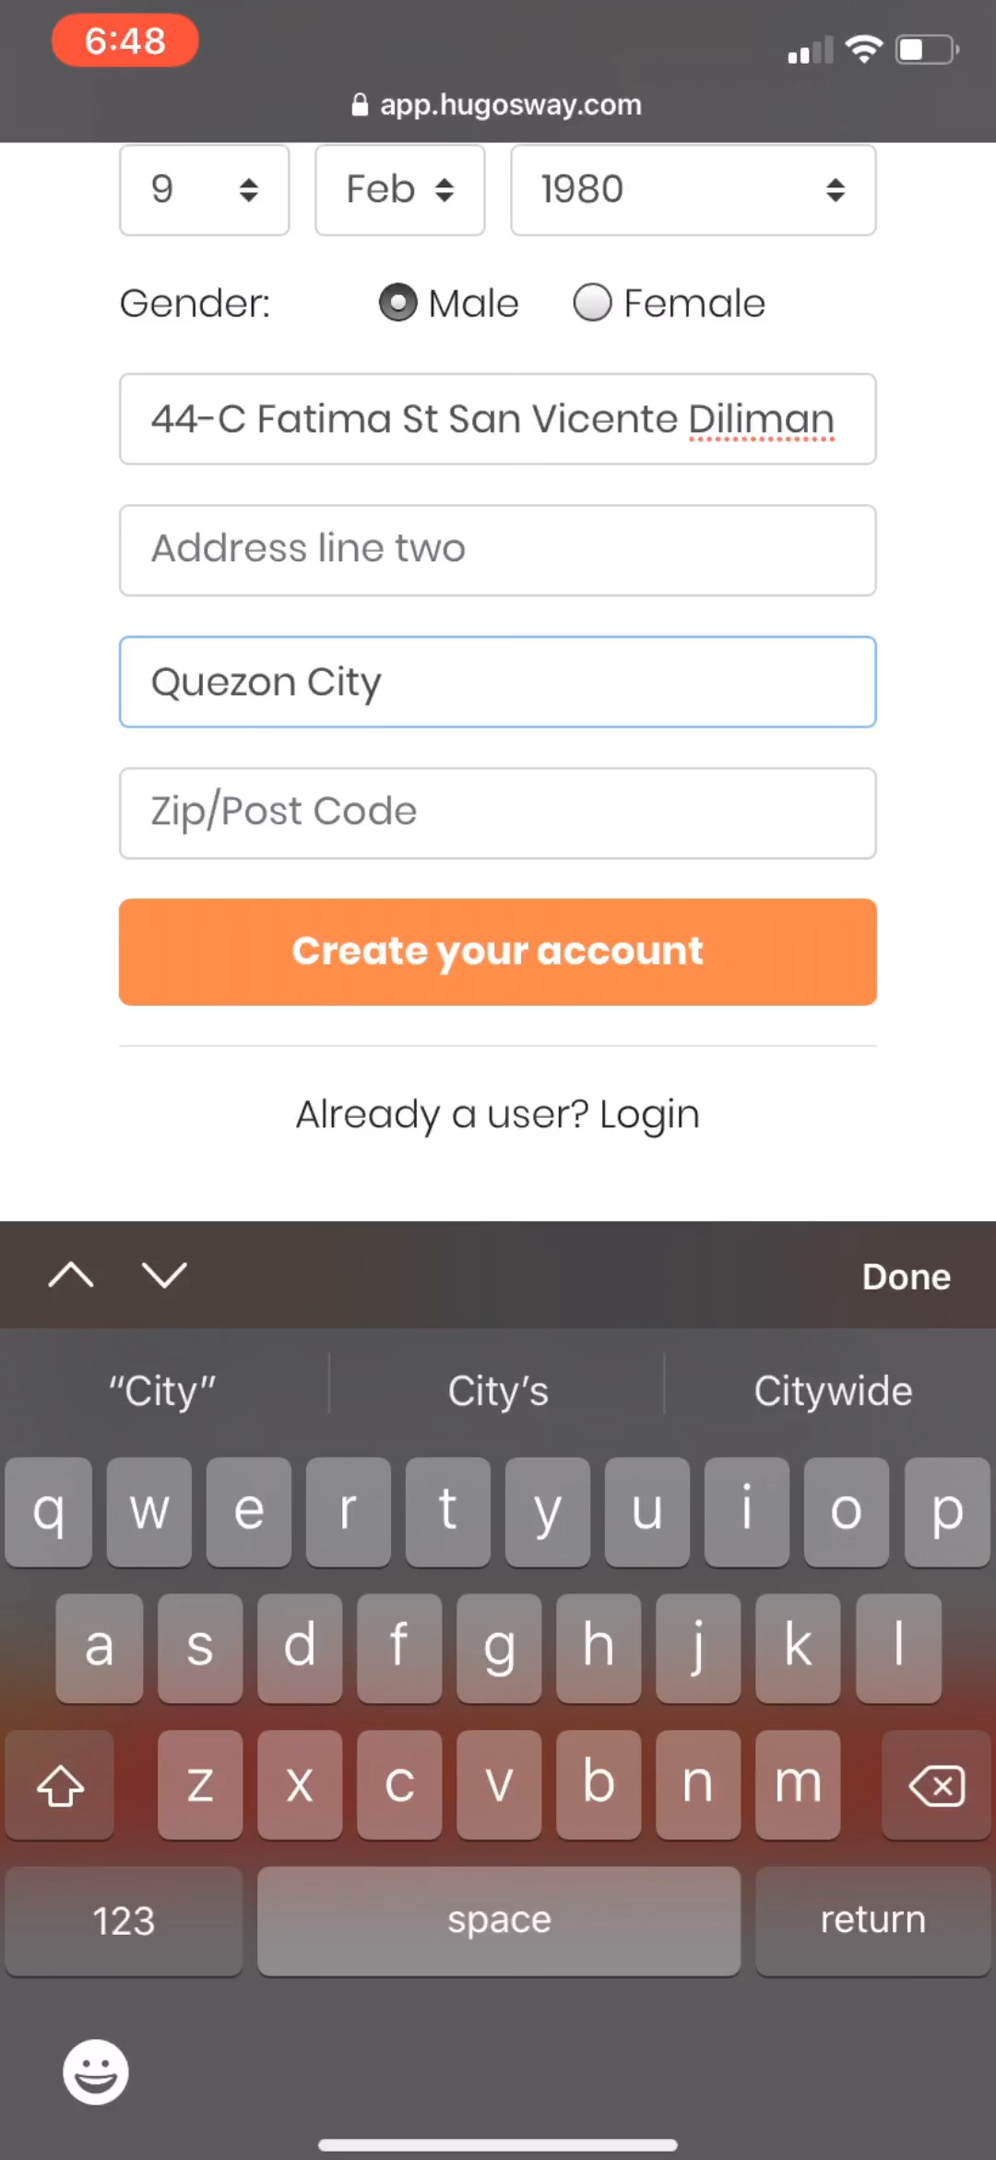 6:48
app.hugosway.com
9 Feb 1980
Gender: Male Female
44-C Fatima St San Vicente Diliman
Address line two
Quezon City
Zip/Post Code
Create your account
Already a user? Login
Done
“City” City’s Citywide
q w e r t y u i o p
a s d f g h j k l
z x c v b n m
123 space return